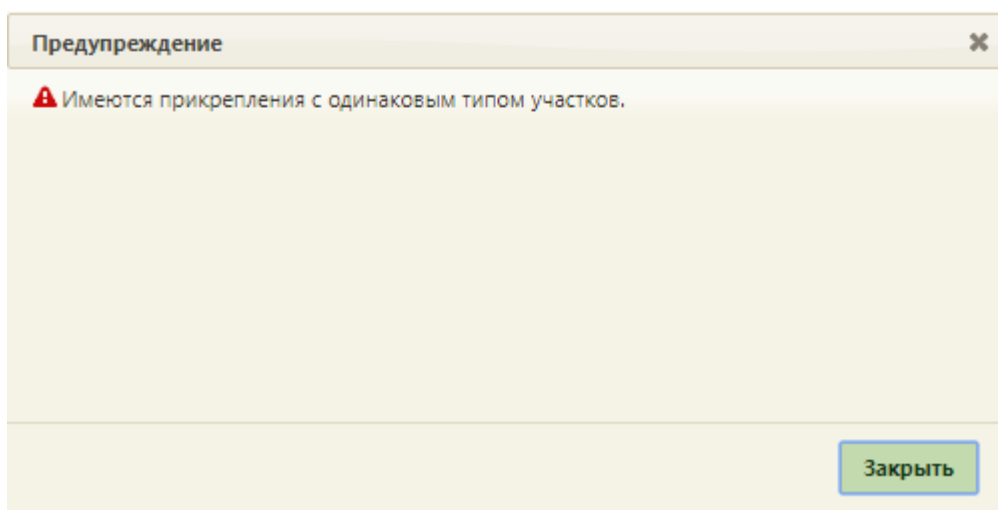 Предупреждение
Имеются прикрепления с одинаковым типом участков.
Закрыть